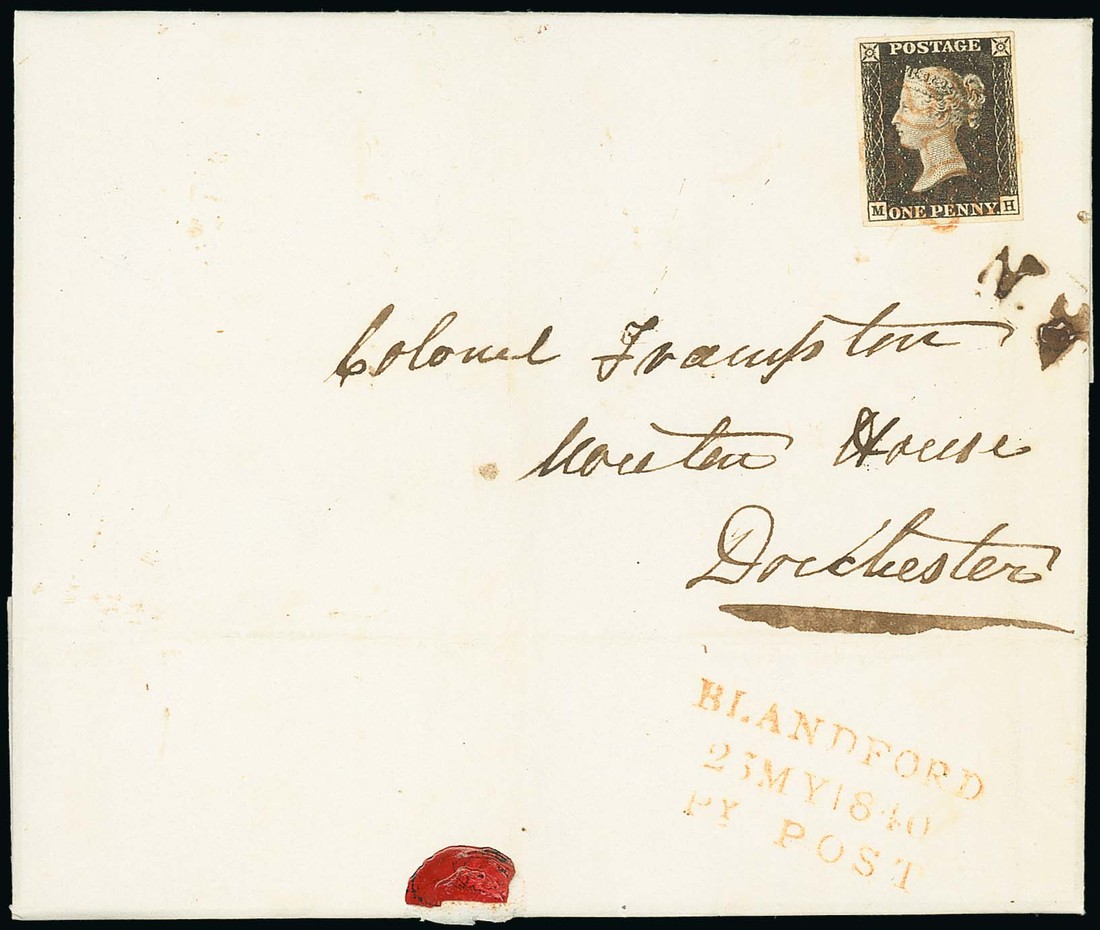 POSTAGE
M ONE PENNY H
Colonel Frampton
Moreton House
Dorchester
BLANDFORD
25MY1840
PY POST